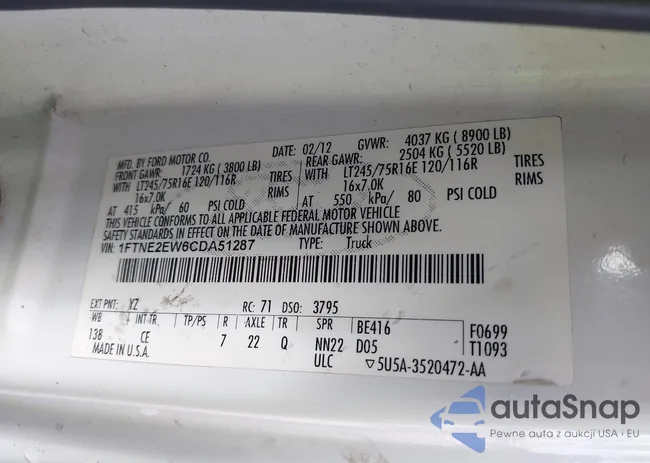 MFD. BY FORD MOTOR CO. DATE: 02/12 GVWR: 4037 KG ( 8900 LB)
FRONT GAWR: 1724 KG ( 3800 LB) REAR GAWR: 2504 KG ( 5520 LB)
WITH LT245/75R16E 120/116R TIRES WITH LT245/75R16E 120/116R TIRES
16x7.0K RIMS 16x7.0K RIMS
AT 415 kPa/ 60 PSI COLD AT 550 kPa/ 80 PSI COLD
THIS VEHICLE CONFORMS TO ALL APPLICABLE FEDERAL MOTOR VEHICLE
SAFETY STANDARDS IN EFFECT ON THE DATE OF MANUFACTURE SHOWN ABOVE.
VIN: 1FTNE2EW6CDA51287 TYPE: Truck
EXT PNT: YZ RC: 71 DSO: 3795
WB INT TR TP/PS R AXLE TR SPR BE416 F0699
138 CE 7 22 Q NN22 D05 T1093
MADE IN U.S.A. ULC ▽5U5A-3520472-AA
autaSnap
Pewne auta z aukcji USA i EU